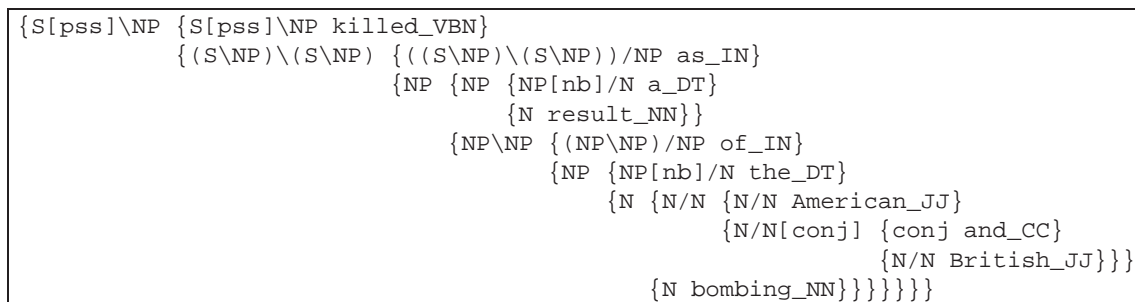 {S[pss]\NP {S[pss]\NP killed_VBN}
{(S\NP)\(S\NP) {((S\NP)\(S\NP))/NP as_IN}
{NP {NP {NP[nb]/N a_DT}
{N result_NN}}
{NP\NP {(NP\NP)/NP of_IN}
{NP {NP[nb]/N the_DT}
{N {N/N {N/N American_JJ}
{N/N[conj] {conj and_CC}
{N/N British_JJ}}}
{N bombing_NN}}}}}}}